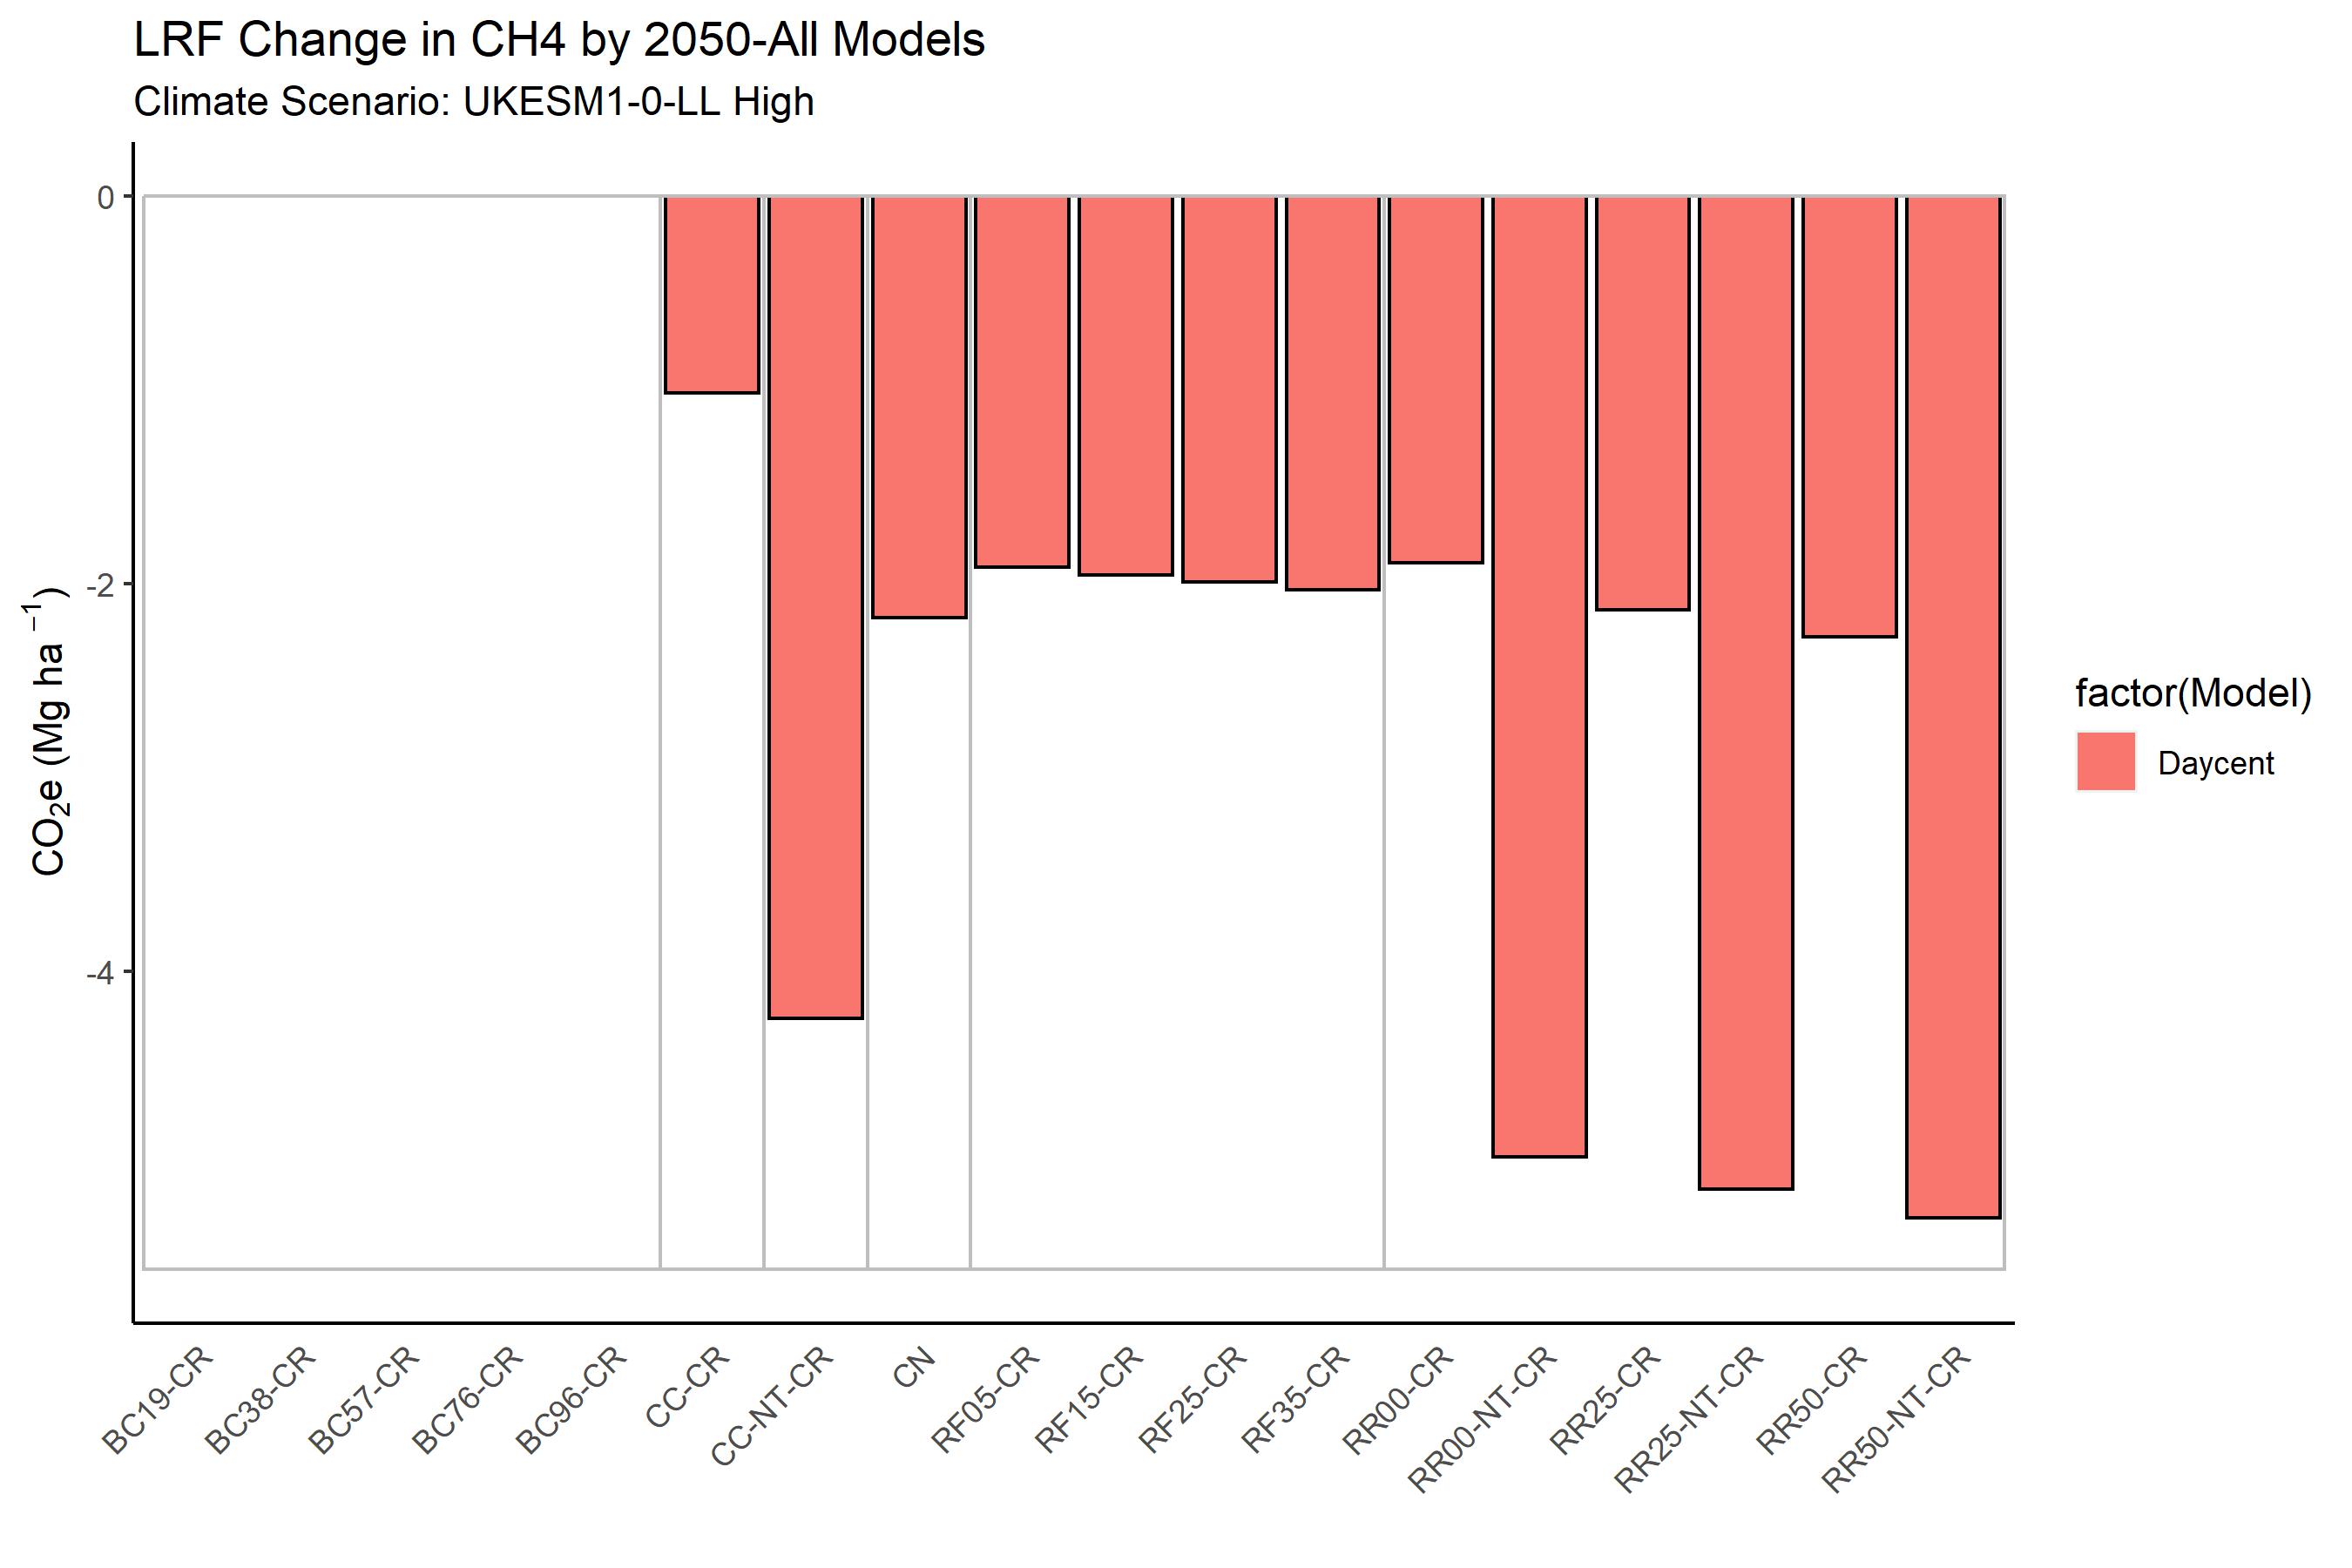 LRF Change in CH4 by 2050-All Models
Climate Scenario: UKESM1-0-LL High
CO₂e (Mg ha ⁻¹)
0
-2
-4
BC19-CR
BC38-CR
BC57-CR
BC76-CR
BC96-CR
CC-CR
CC-NT-CR
CN
RF05-CR
RF15-CR
RF25-CR
RF35-CR
RR00-CR
RR00-NT-CR
RR25-CR
RR25-NT-CR
RR50-CR
RR50-NT-CR
factor(Model)
Daycent